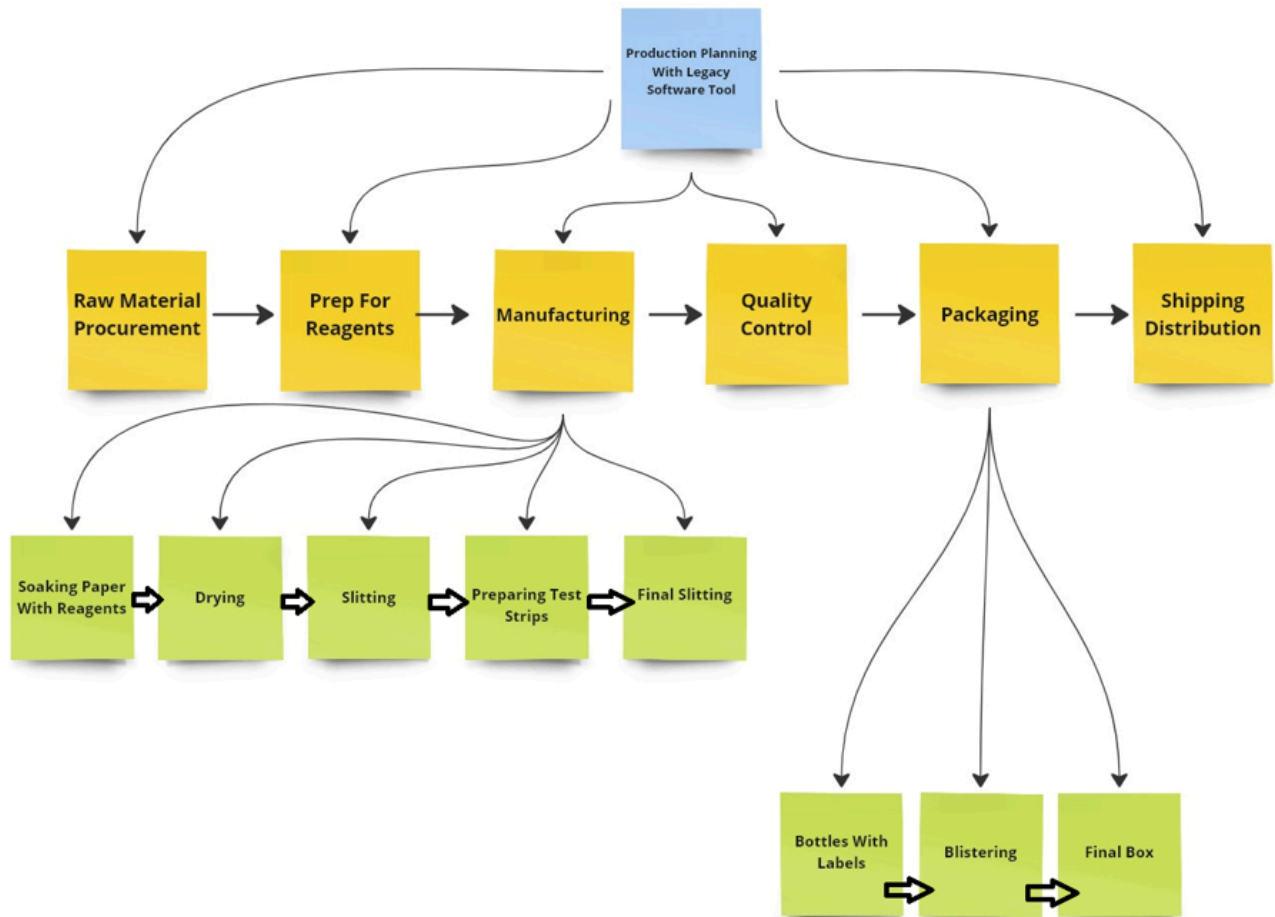 Production Planning
With Legacy
Software Tool
Raw Material
Procurement
Prep For
Reagents
Manufacturing
Quality
Control
Packaging
Shipping
Distribution
Soaking Paper
With Reagents
Drying
Slitting
Preparing Test
Strips
Final Slitting
Bottles With
Labels
Blistering
Final Box